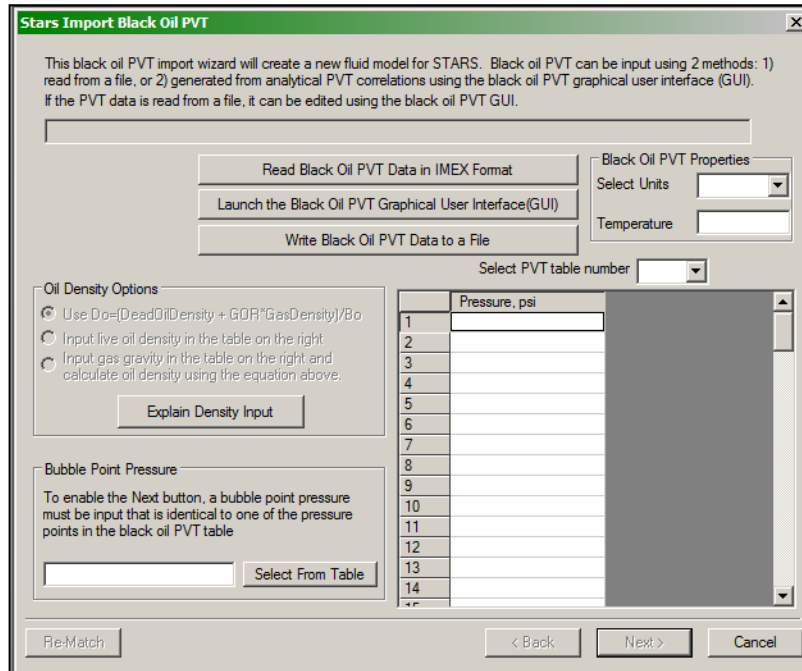 Stars Import Black Oil PVT
This black oil PVT import wizard will create a new fluid model for STARS. Black oil PVT can be input using 2 methods: 1)
read from a file, or 2) generated from analytical PVT correlations using the black oil PVT graphical user interface (GUI).
If the PVT data is read from a file, it can be edited using the black oil PVT GUI.
Read Black Oil PVT Data in IMEX Format
Launch the Black Oil PVT Graphical User Interface(GUI)
Write Black Oil PVT Data to a File
Black Oil PVT Properties
Select Units
Temperature
Select PVT table number
Oil Density Options
Use Do=(DeadOilDensity + GOR*GasDensity)/Bo
Input live oil density in the table on the right
Input gas gravity in the table on the right and
calculate oil density using the equation above.
Explain Density Input
Bubble Point Pressure
To enable the Next button, a bubble point pressure
must be input that is identical to one of the pressure
points in the black oil PVT table
Select From Table
Pressure, psi
1
2
3
4
5
6
7
8
9
10
11
12
13
14
15
Re-Match
< Back
Next >
Cancel